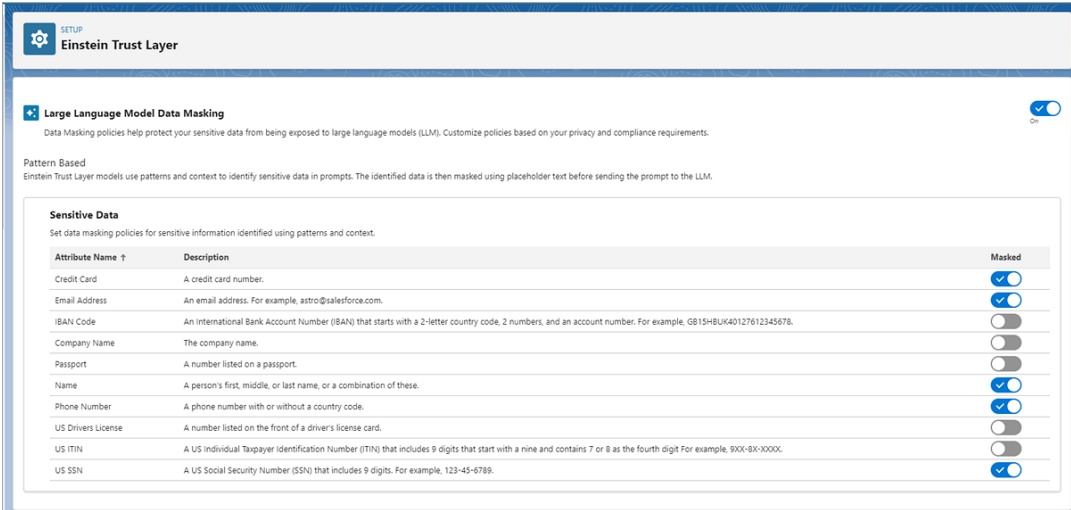 SETUP
Einstein Trust Layer
Large Language Model Data Masking
On
Data Masking policies help protect your sensitive data from being exposed to large language models (LLM). Customize policies based on your privacy and compliance requirements.
Pattern Based
Einstein Trust Layer models use patterns and context to identify sensitive data in prompts. The identified data is then masked using placeholder text before sending the prompt to the LLM.
Sensitive Data
Set data masking policies for sensitive information identified using patterns and context.
Attribute Name ↑ Description Masked
Credit Card A credit card number.
Email Address An email address. For example, astro@salesforce.com.
IBAN Code An International Bank Account Number (IBAN) that starts with a 2-letter country code, 2 numbers, and an account number. For example, GB15HBUK40127612345678.
Company Name The company name.
Passport A number listed on a passport.
Name A person's first, middle, or last name, or a combination of these.
Phone Number A phone number with or without a country code.
US Drivers License A number listed on the front of a driver's license card.
US ITIN A US Individual Taxpayer Identification Number (ITIN) that includes 9 digits that start with a nine and contains 7 or 8 as the fourth digit For example, 9XX-8X-XXXX.
US SSN A US Social Security Number (SSN) that includes 9 digits. For example, 123-45-6789.